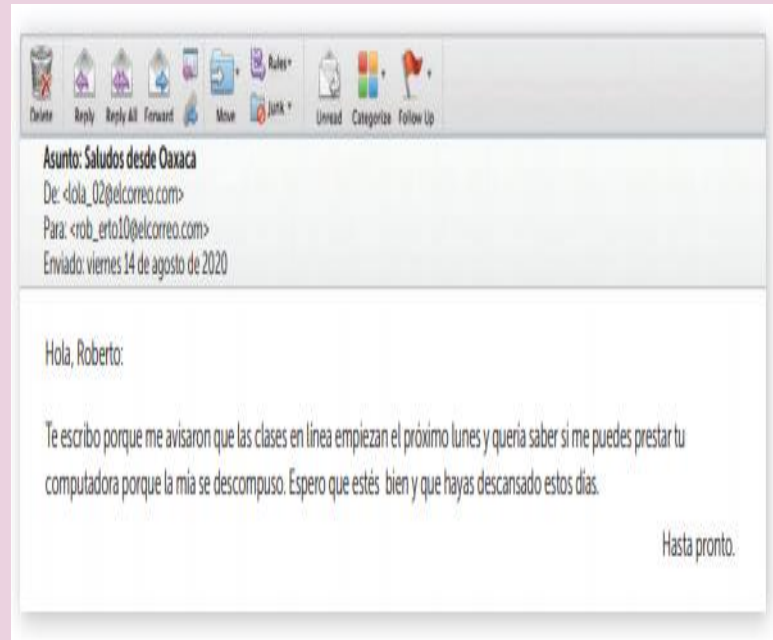 Rules
Delete Reply Reply All Forward Move Junk Unread Categorize Follow Up
Asunto: Saludos desde Oaxaca
De: <lola_02@elcorreo.com>
Para: <rob_erto10@elcorreo.com>
Enviado: viernes 14 de agosto de 2020
Hola, Roberto:
Te escribo porque me avisaron que las clases en línea empiezan el próximo lunes y quería saber si me puedes prestar tu
computadora porque la mía se descompuso. Espero que estés bien y que hayas descansado estos días.
Hasta pronto.